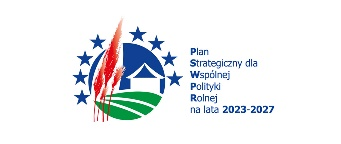 Plan
Strategiczny dla
Wspólnej
Polityki
Rolnej
na lata 2023-2027